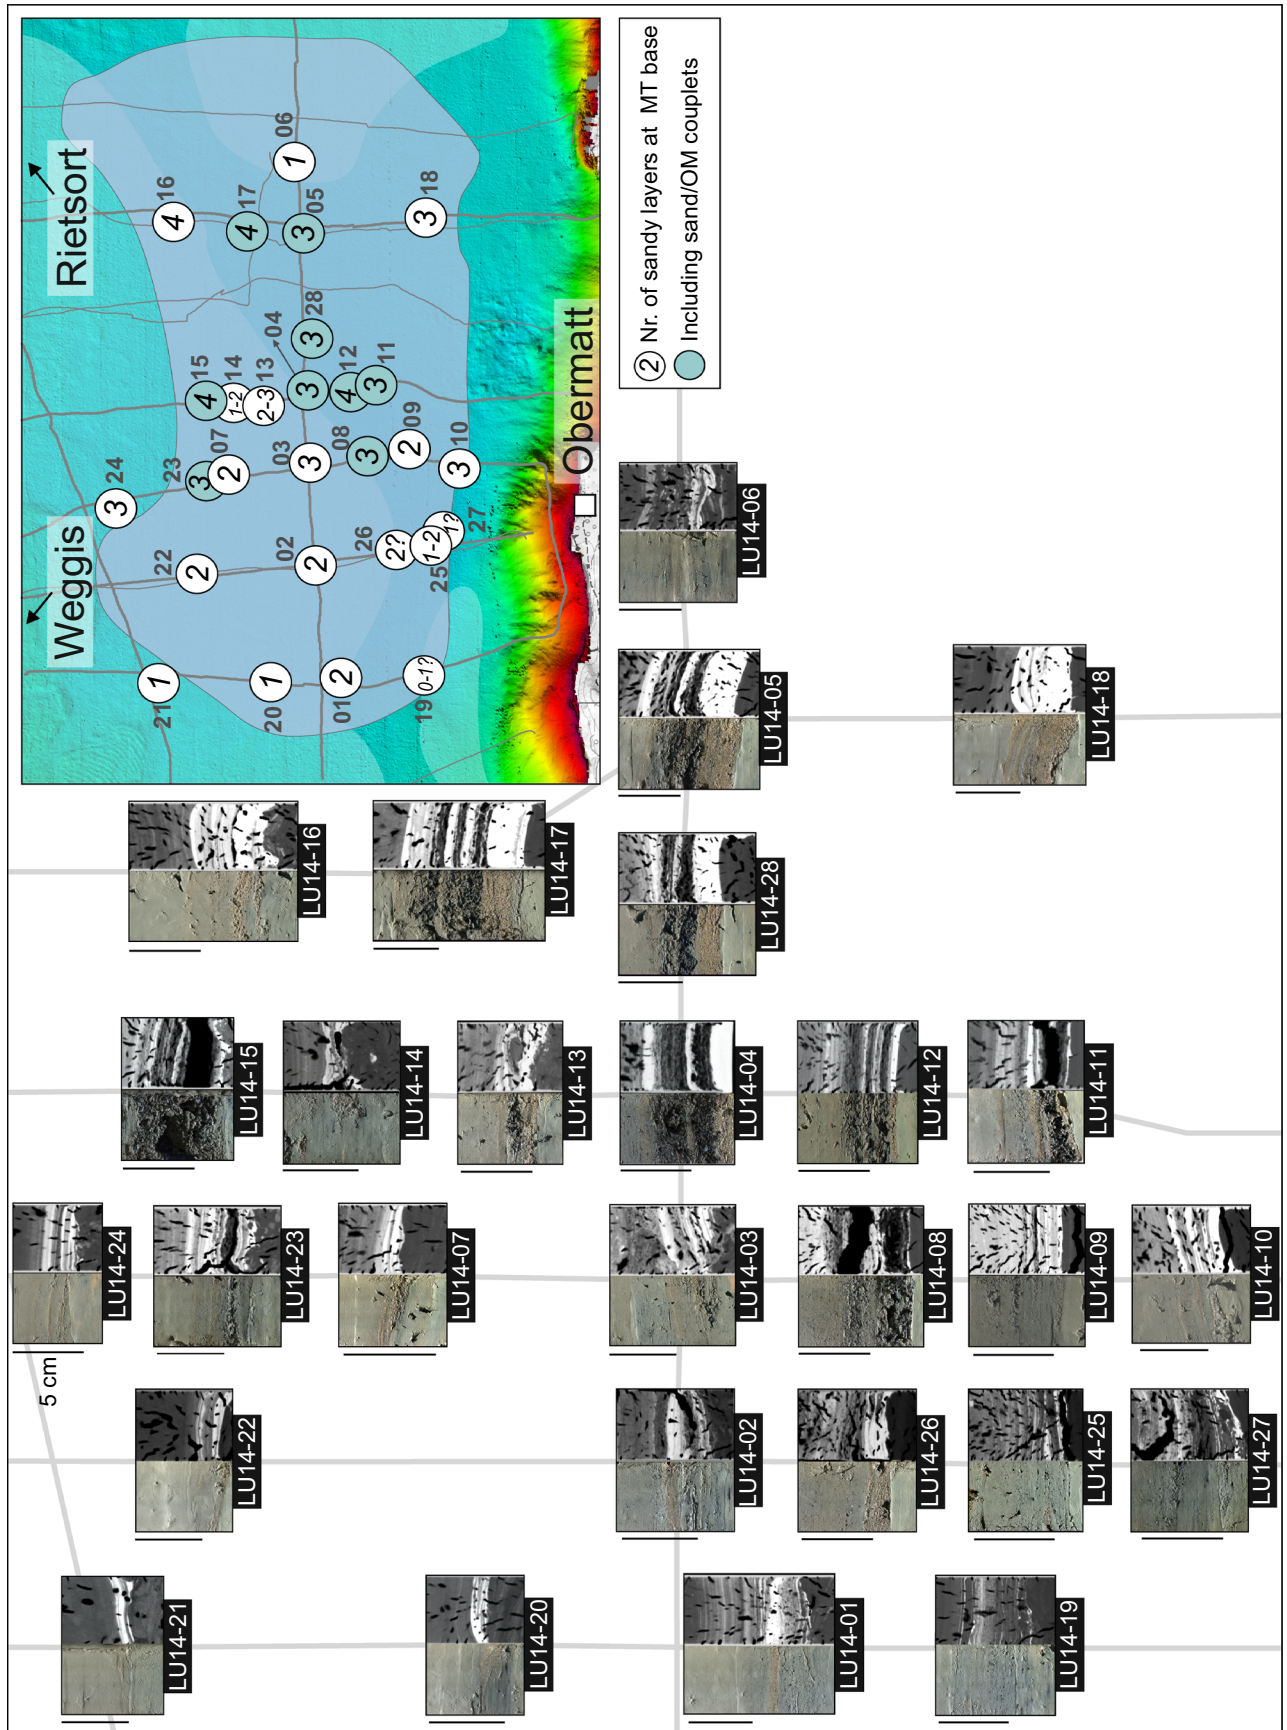 LU14-21
LU14-20
LU14-01
LU14-19
LU14-22
LU14-02
LU14-26
LU14-25
LU14-27
5 cm
LU14-24
LU14-23
LU14-07
LU14-03
LU14-08
LU14-09
LU14-10
LU14-15
LU14-14
LU14-13
LU14-04
LU14-12
LU14-11
LU14-16
LU14-17
LU14-28
LU14-05
LU14-18
LU14-06
Weggis
Rietsort
21
1
20
1
01
2
19
0-1?
22
2
02
2
26
2?
25
1-2
27
1?
24
3
23
3
07
2
03
3
08
3
09
2
10
3
15
4
14
1-2
13
2-3
04
3
12
4
11
3
28
3
16
4
17
4
05
3
18
3
06
1
Obermatt
2 Nr. of sandy layers at MT base
Including sand/OM couplets